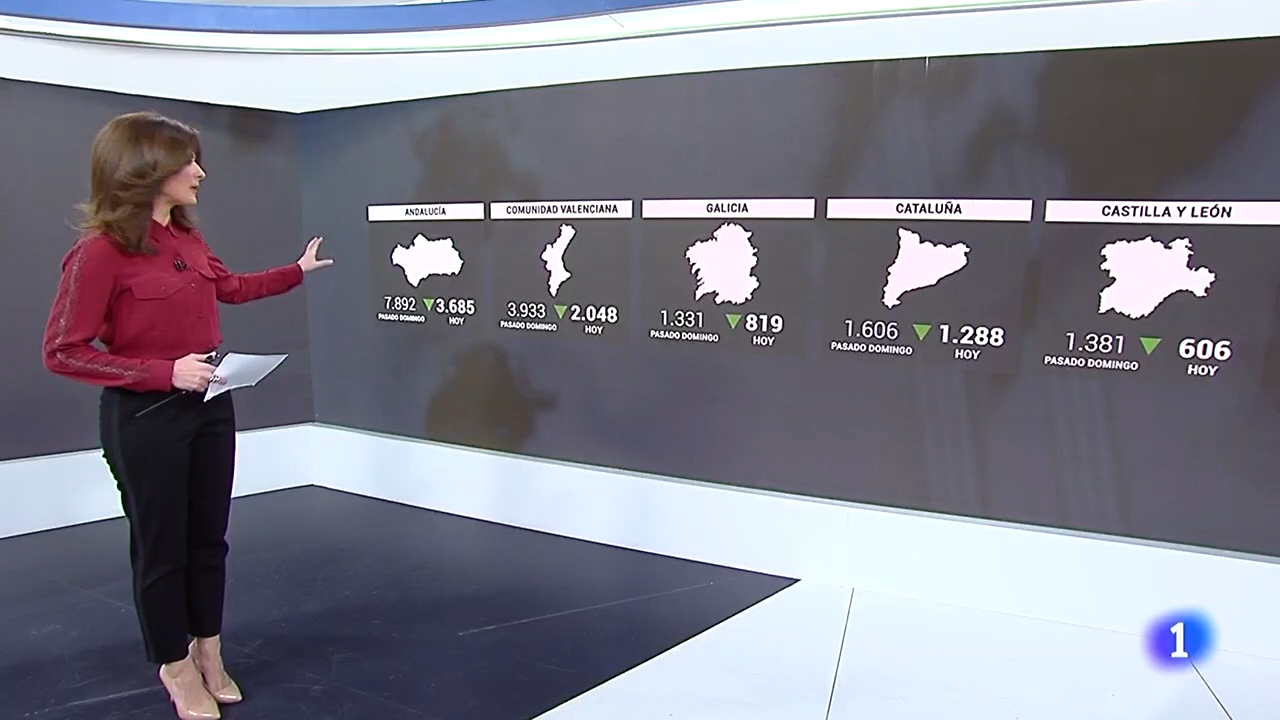 ANDALUCÍA
7.892 3.685
PASADO DOMINGO HOY
COMUNIDAD VALENCIANA
3.933 2.048
PASADO DOMINGO HOY
GALICIA
1.331 819
PASADO DOMINGO HOY
CATALUÑA
1.606 1.288
PASADO DOMINGO HOY
CASTILLA Y LEÓN
1.381 606
PASADO DOMINGO HOY
1